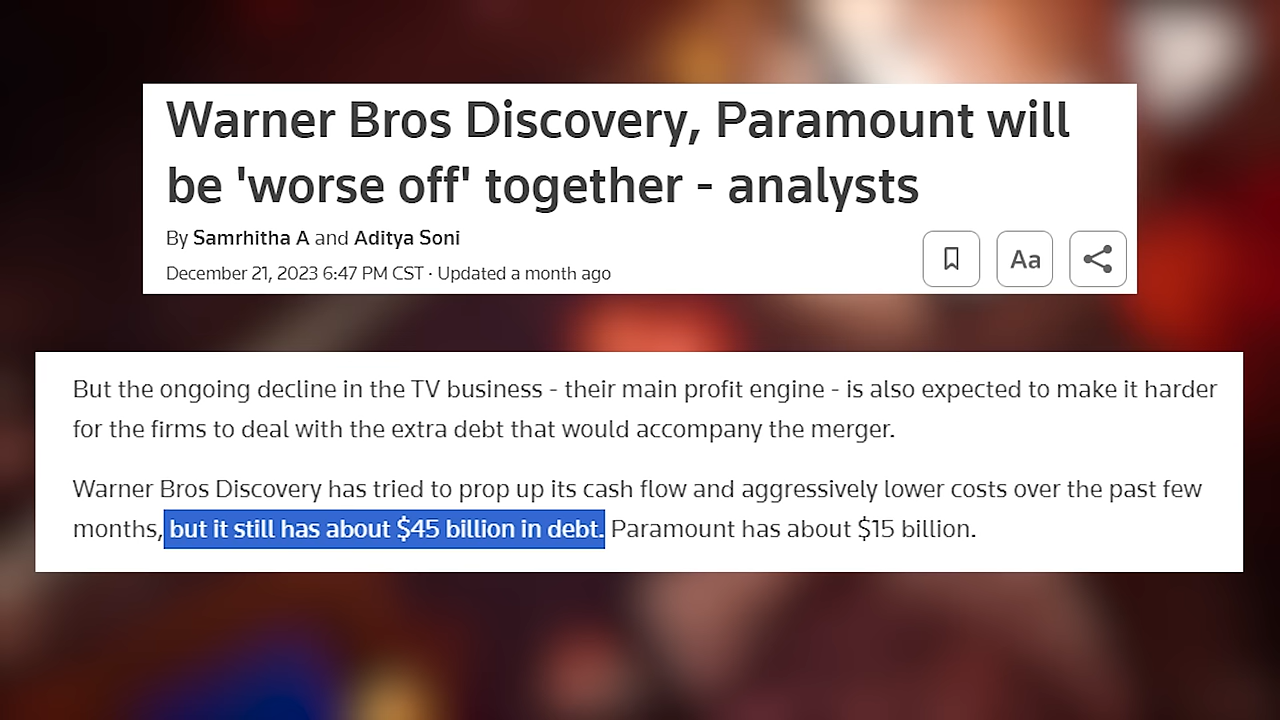 Warner Bros Discovery, Paramount will
be 'worse off' together - analysts
By Samrhitha A and Aditya Soni
December 21, 2023 6:47 PM CST · Updated a month ago
Aa
But the ongoing decline in the TV business - their main profit engine - is also expected to make it harder
for the firms to deal with the extra debt that would accompany the merger.
Warner Bros Discovery has tried to prop up its cash flow and aggressively lower costs over the past few
months, but it still has about $45 billion in debt. Paramount has about $15 billion.